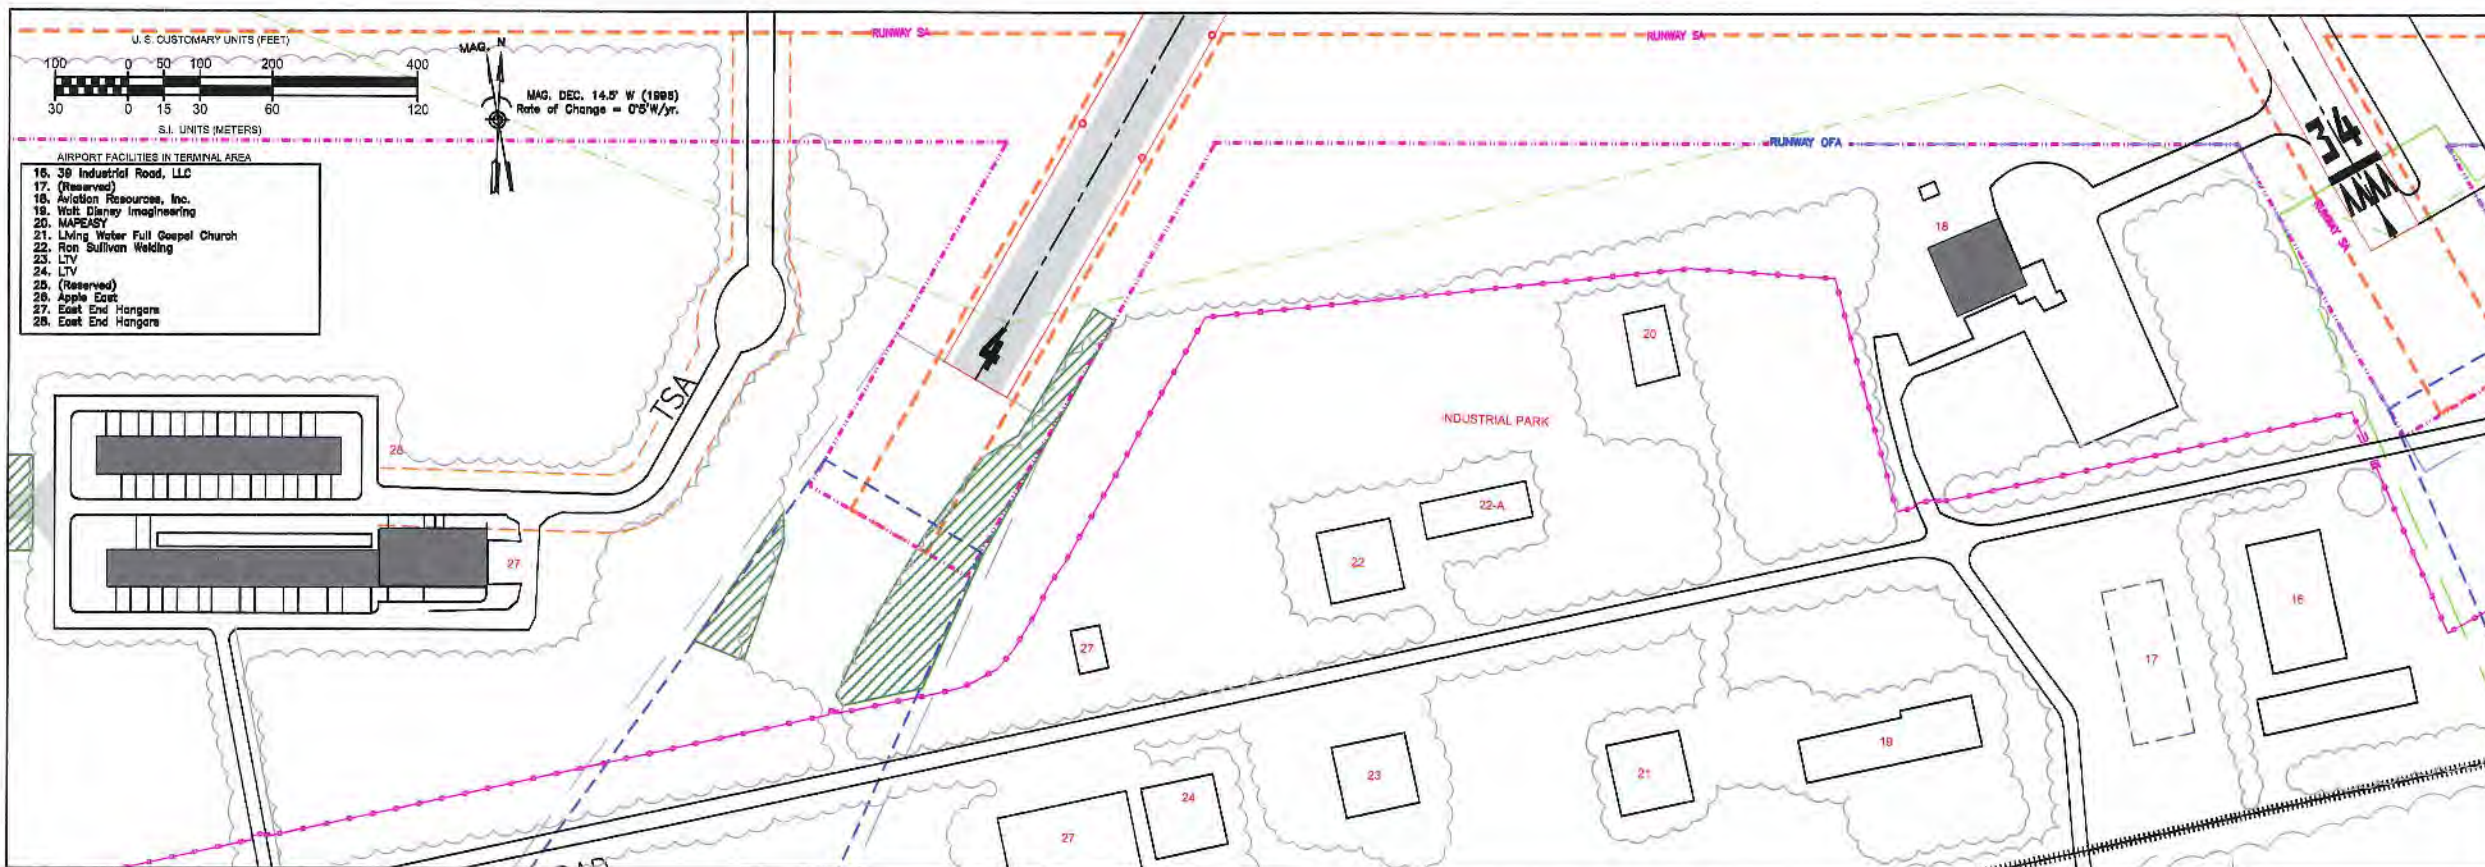 U. S. CUSTOMARY UNITS (FEET)
100 0 50 100 200 400
30 0 15 30 60 120
S.I. UNITS (METERS)
MAG. N
MAG. DEC. 14.5' W (1998)
Rate of Change = 0°5'W/yr.
AIRPORT FACILITIES IN TERMINAL AREA
16. 39 Industrial Road, LLC
17. (Reserved)
18. Aviation Resources, Inc.
19. Walt Disney Imagineering
20. MAPEASY
21. Living Water Full Gospel Church
22. Ron Sullivan Welding
23. LTV
24. LTV
25. (Reserved)
26. Apple East
27. East End Hangars
28. East End Hangars
RUNWAY SA
RUNWAY SA
RUNWAY OFA
34
RUNWAY SA
18
4
20
TSA
INDUSTRIAL PARK
28
22-A
22
27
16
27
17
19
23
21
24
27